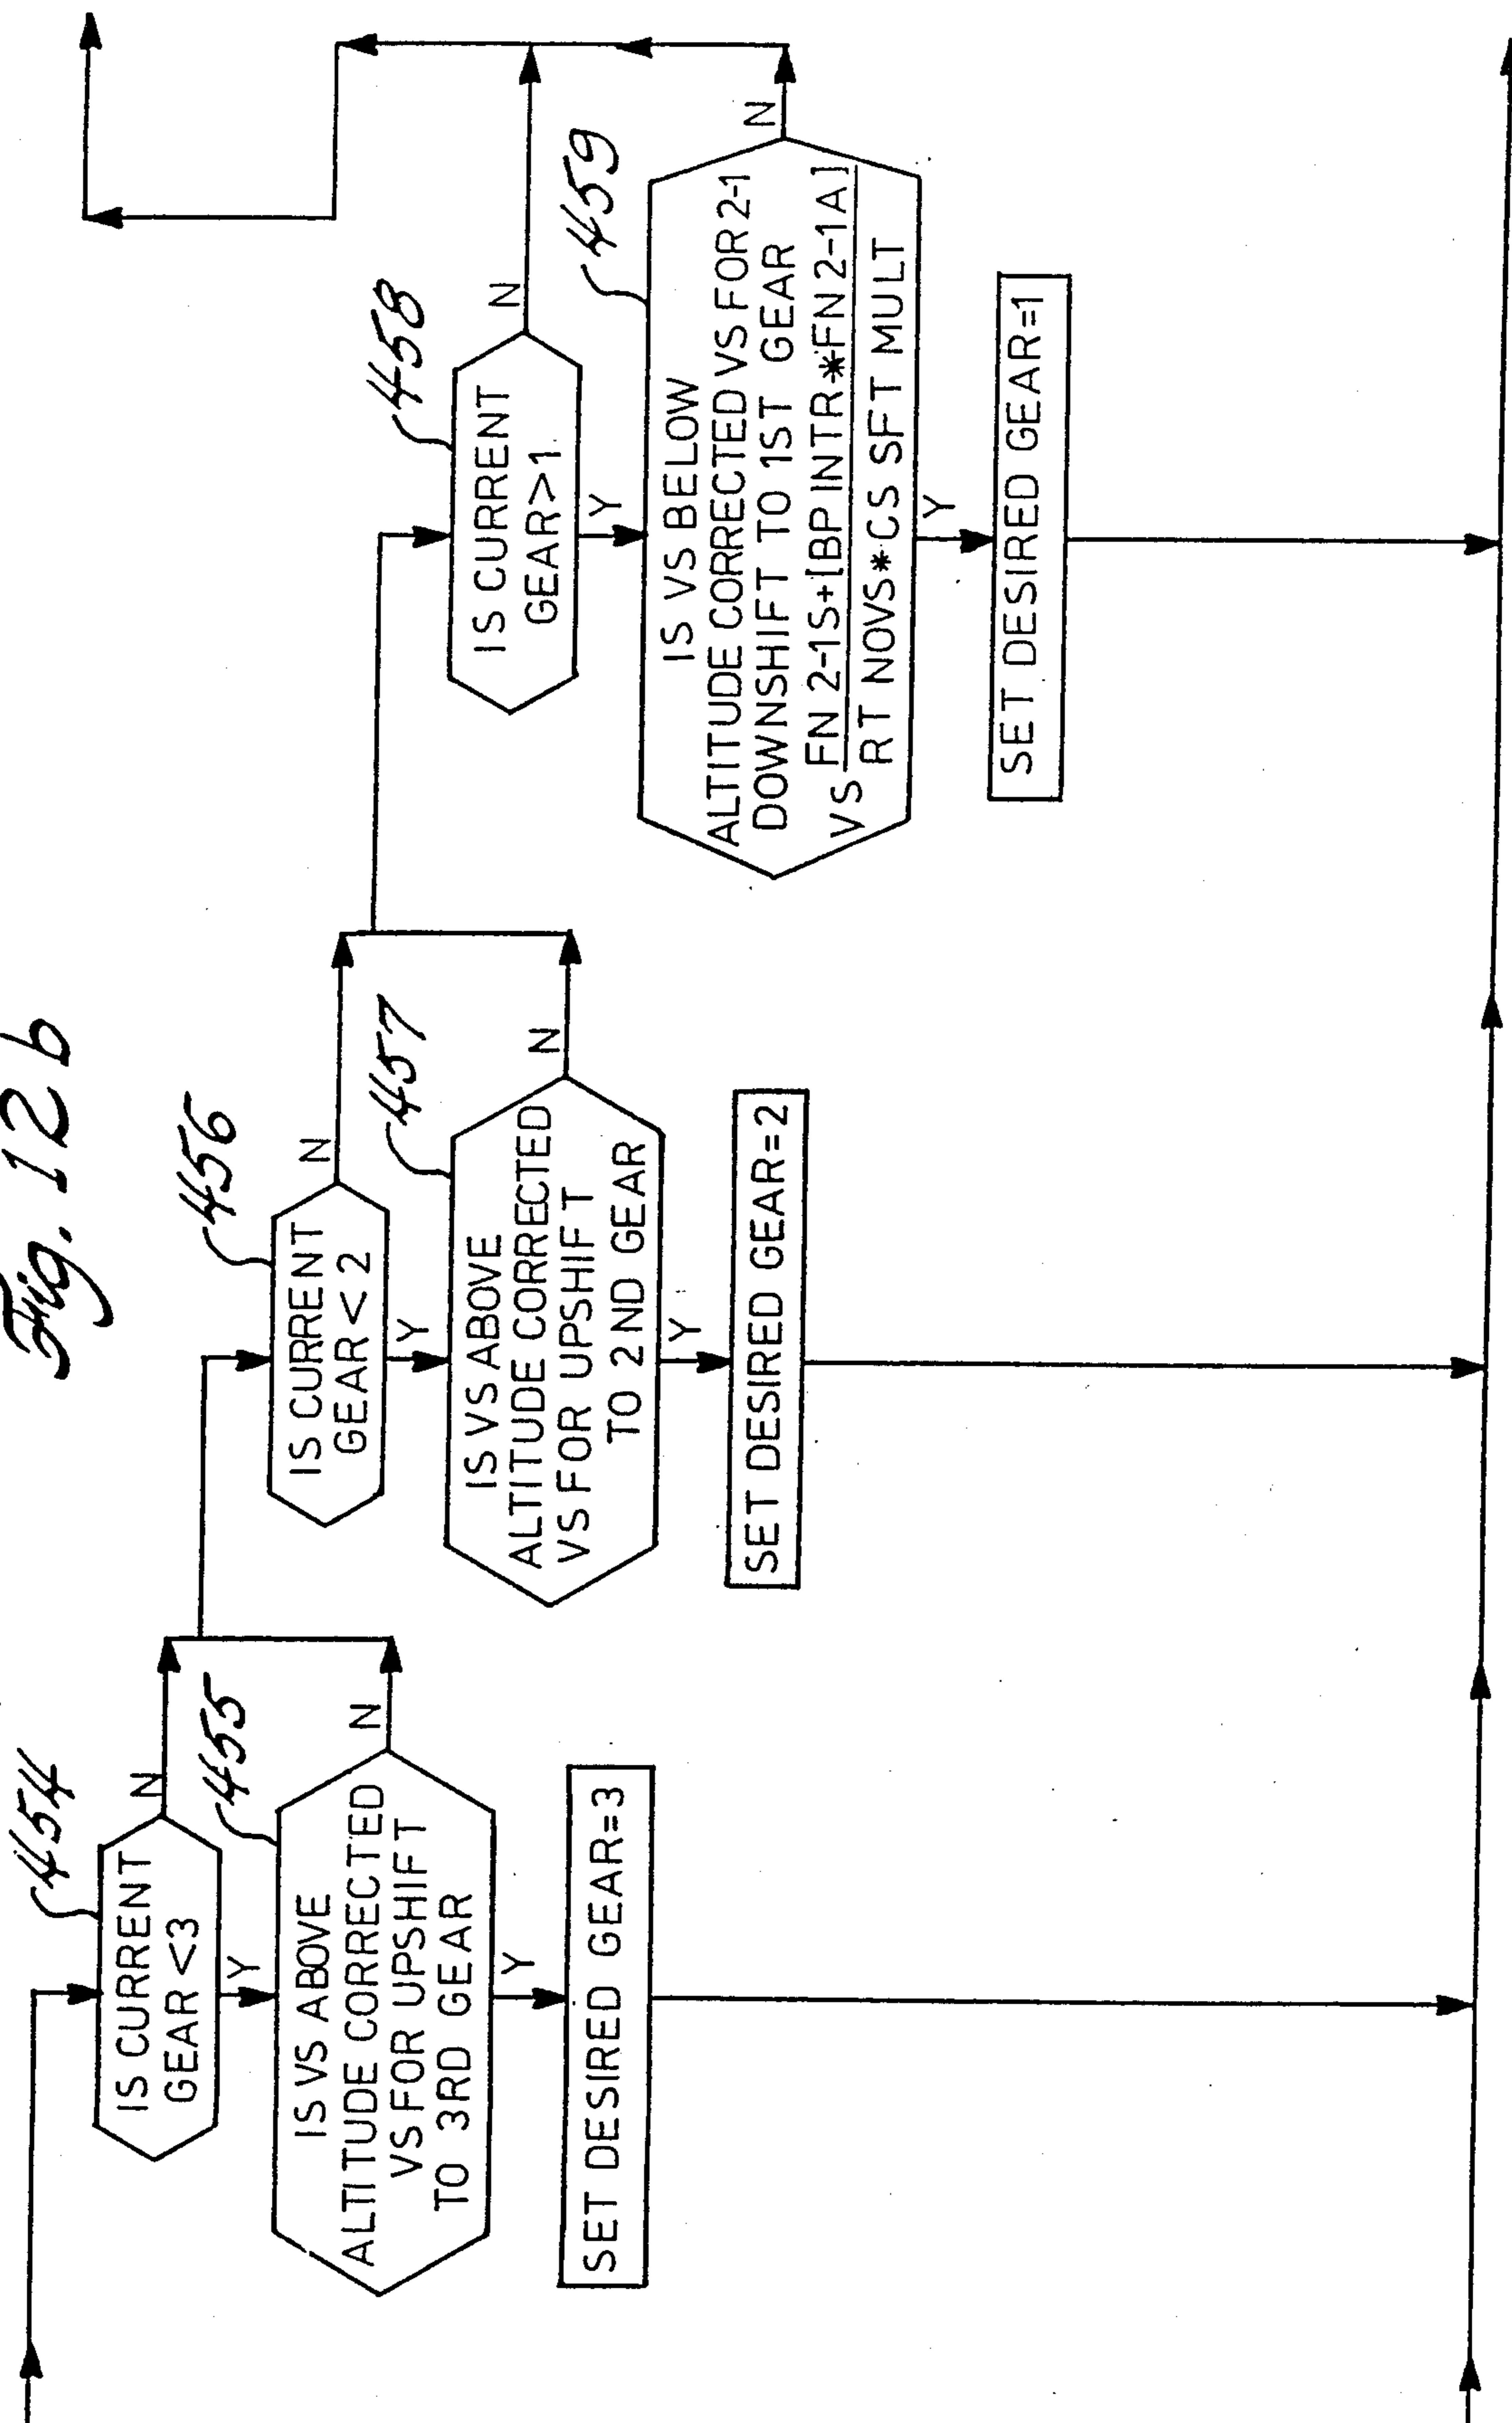 Fig. 12b
454
IS CURRENT
GEAR <3
N
Y
455
IS VS ABOVE
ALTITUDE CORRECTED
VS FOR UPSHIFT
TO 3RD GEAR
N
Y
SET DESIRED GEAR=3
456
IS CURRENT
GEAR < 2
N
Y
457
IS VS ABOVE
ALTITUDE CORRECTED
VS FOR UPSHIFT
TO 2ND GEAR
N
Y
SET DESIRED GEAR=2
458
IS CURRENT
GEAR>1
N
Y
459
IS VS BELOW
ALTITUDE CORRECTED VS FOR 2-1
DOWNSHIFT TO 1ST GEAR
VS FN 2-1S+[BP INTR*FN 2-1A]
RT NOVS*CS SFT MULT
N
Y
SET DESIRED GEAR=1